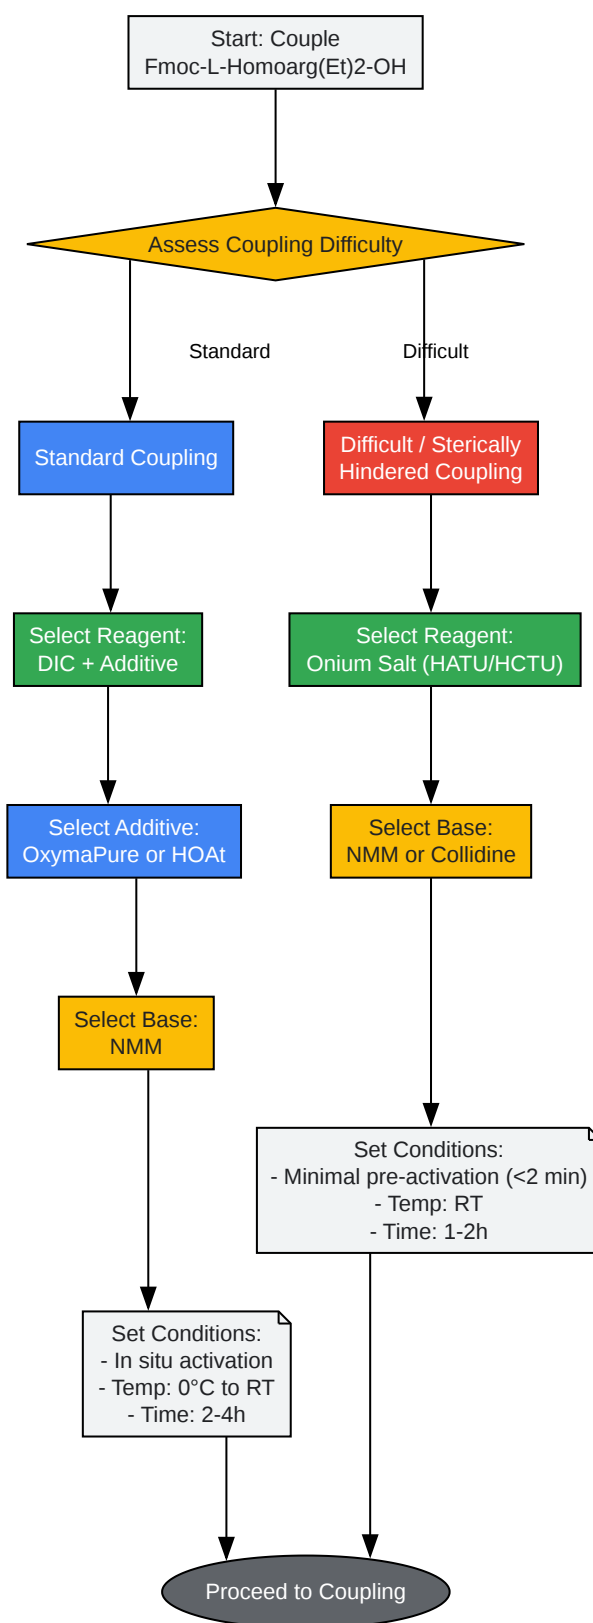 Start: Couple
Fmoc-L-Homoarg(Et)2-OH
Assess Coupling Difficulty
Standard
Difficult
Standard Coupling
Difficult / Sterically
Hindered Coupling
Select Reagent:
DIC + Additive
Select Reagent:
Onium Salt (HATU/HCTU)
Select Additive:
OxymaPure or HOAt
Select Base:
NMM or Collidine
Select Base:
NMM
Set Conditions:
- Minimal pre-activation (<2 min)
- Temp: RT
- Time: 1-2h
Set Conditions:
- In situ activation
- Temp: 0°C to RT
- Time: 2-4h
Proceed to Coupling